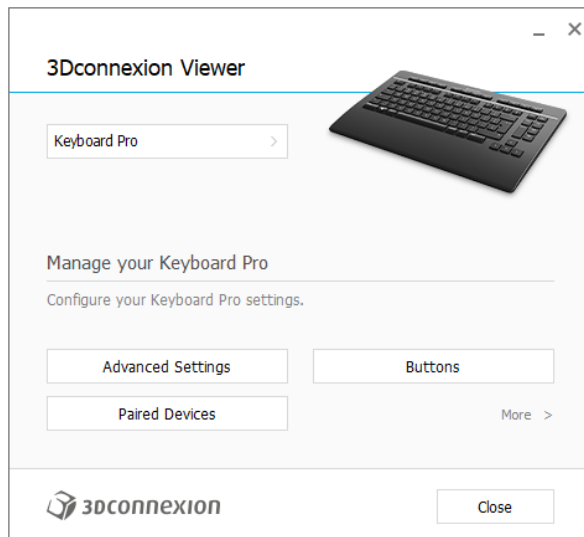 3Dconnexion Viewer
Keyboard Pro >
Manage your Keyboard Pro
Configure your Keyboard Pro settings.
Advanced Settings
Buttons
Paired Devices
More >
3Dconnexion
Close